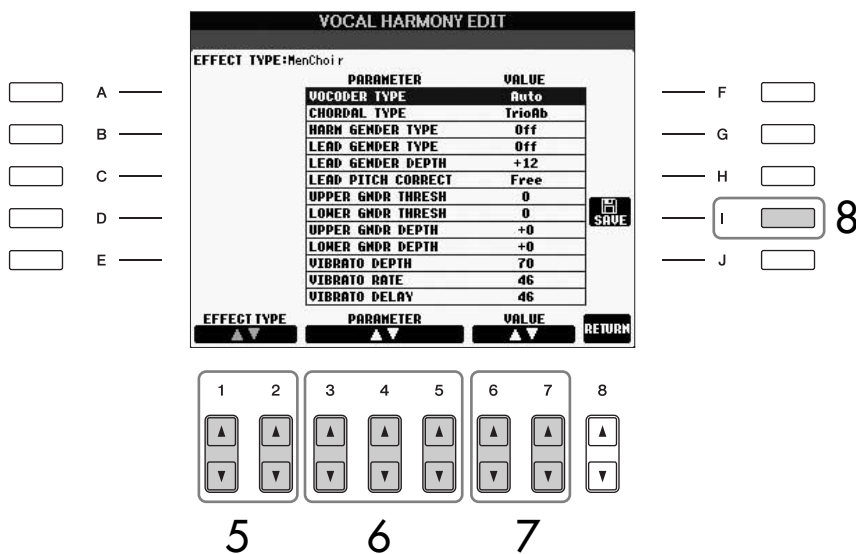 VOCAL HARMONY EDIT
EFFECT TYPE:MenChoir
PARAMETER VALUE
VOCODER TYPE Auto
CHORDAL TYPE TrioAb
HARM GENDER TYPE Off
LEAD GENDER TYPE Off
LEAD GENDER DEPTH +12
LEAD PITCH CORRECT Free
UPPER GNDR THRESH 0
LOWER GNDR THRESH 0
UPPER GNDR DEPTH +0
LOWER GNDR DEPTH +0
VIBRATO DEPTH 70
VIBRATO RATE 46
VIBRATO DELAY 46
A
B
C
D
E
F
G
H
I 8
J
SAVE
EFFECT TYPE PARAMETER VALUE RETURN
1 2 3 4 5 6 7 8
5 6 7